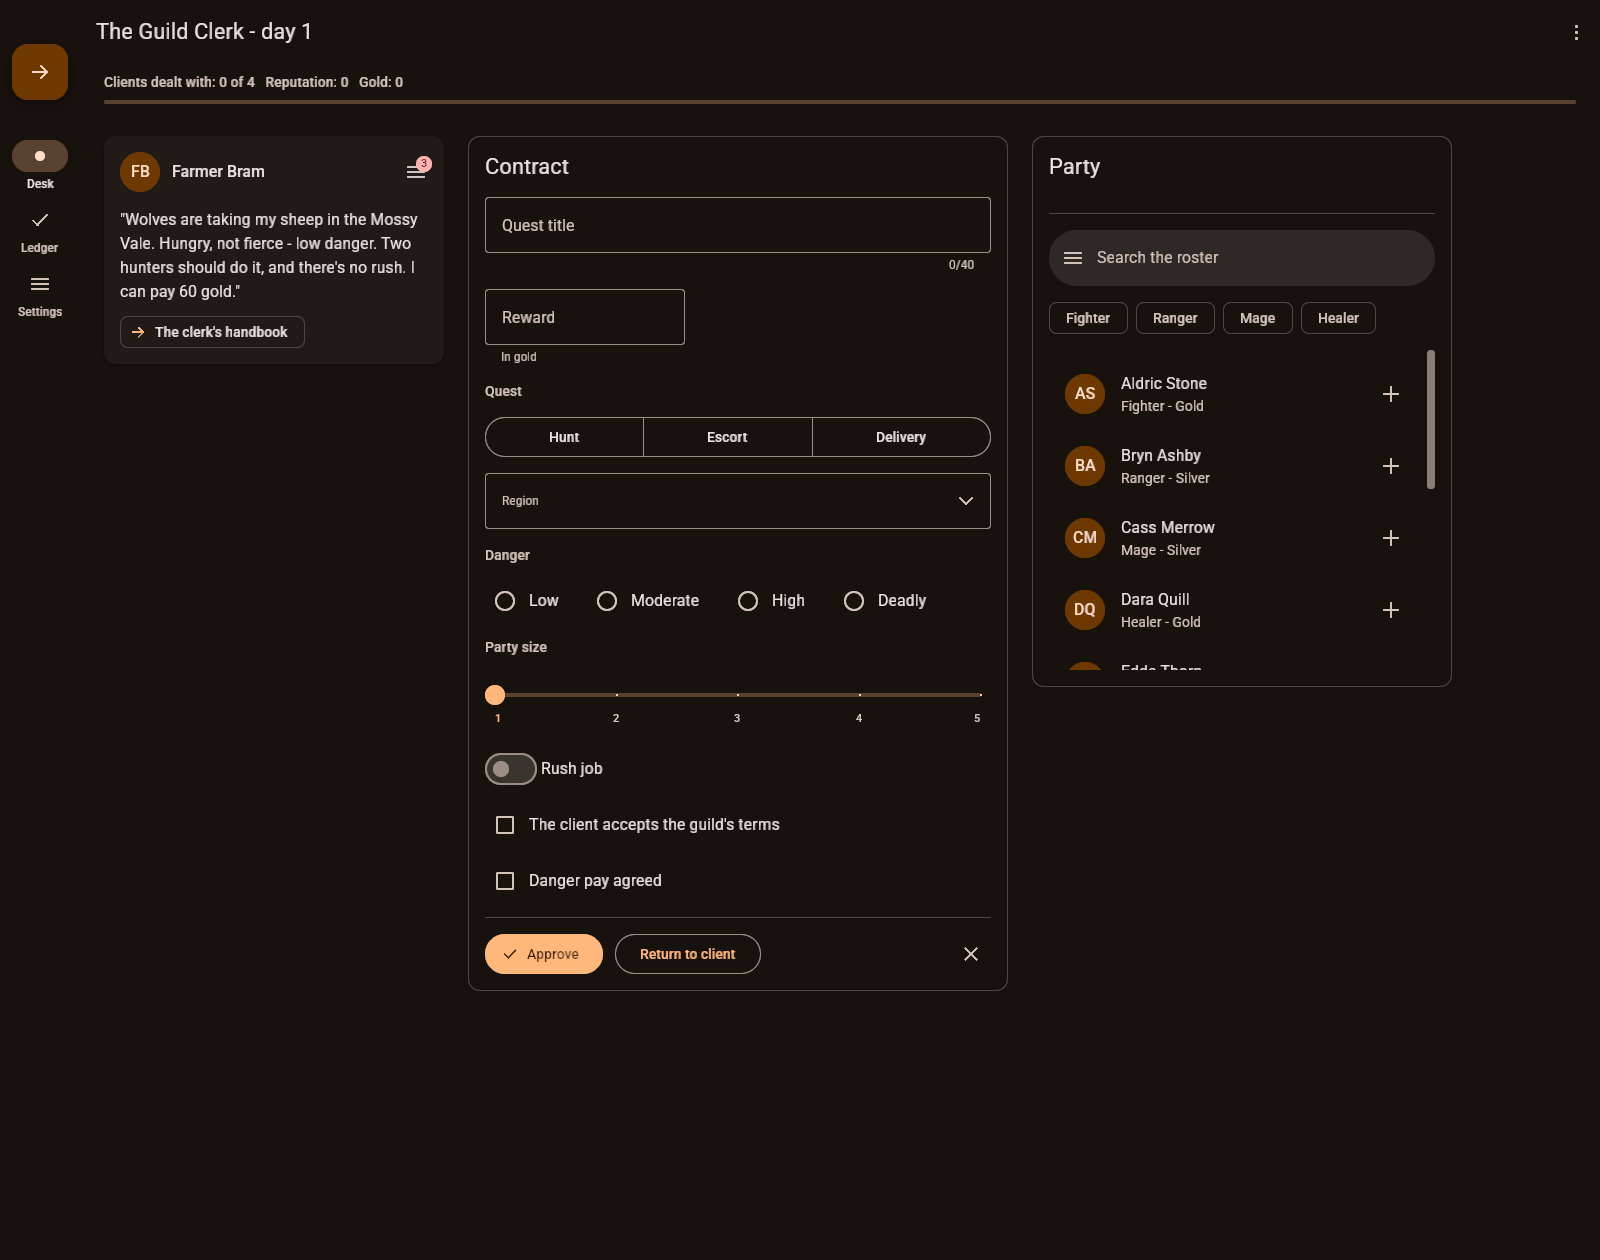 The Guild Clerk - day 1
Clients dealt with: 0 of 4 Reputation: 0 Gold: 0
Desk
Ledger
Settings
FB
Farmer Bram
3
"Wolves are taking my sheep in the Mossy
Vale. Hungry, not fierce - low danger. Two
hunters should do it, and there's no rush. I
can pay 60 gold."
The clerk's handbook
Contract
Quest title
0/40
Reward
In gold
Quest
Hunt
Escort
Delivery
Region
Danger
Low
Moderate
High
Deadly
Party size
1 2 3 4 5
Rush job
The client accepts the guild's terms
Danger pay agreed
Approve
Return to client
Party
Search the roster
Fighter
Ranger
Mage
Healer
AS
Aldric Stone
Fighter - Gold
BA
Bryn Ashby
Ranger - Silver
CM
Cass Merrow
Mage - Silver
DQ
Dara Quill
Healer - Gold